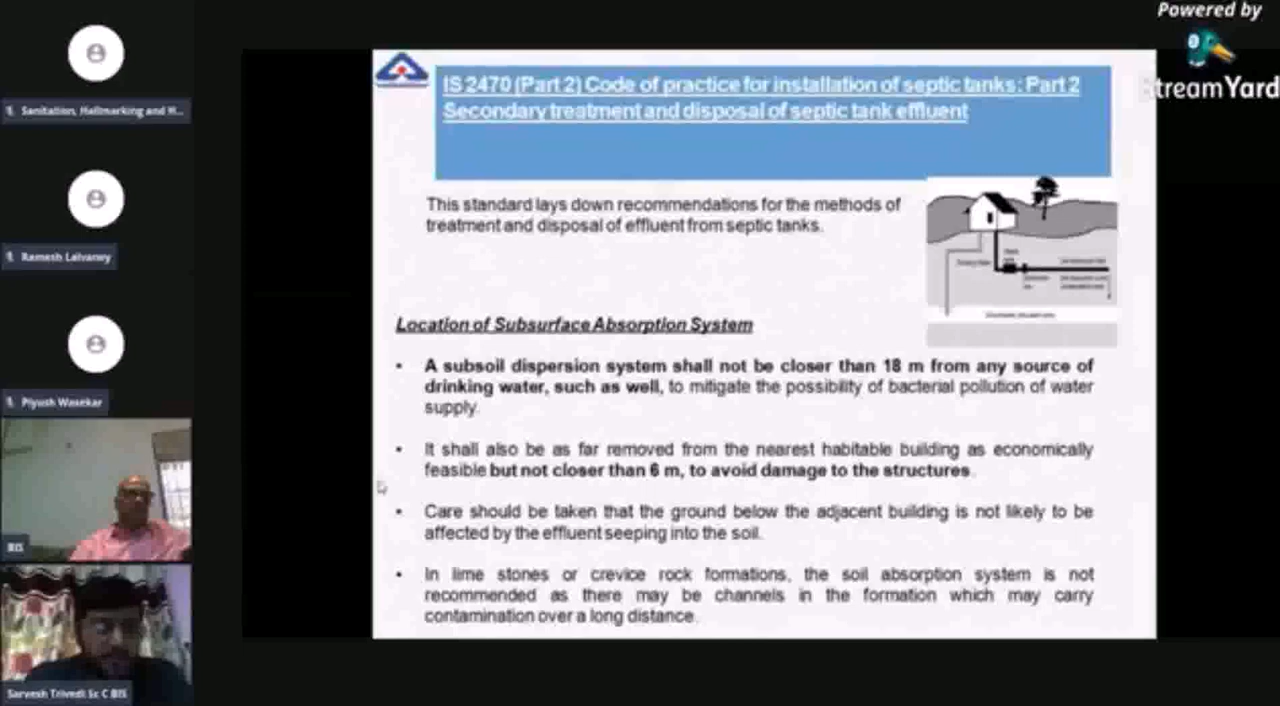 Powered by
StreamYard
Sanitation, Hallmarking and H...
Ramesh Lalvaney
Piyush Wasekar
BIS
Sarvesh Trivedi Sc C BIS
IS 2470 (Part 2) Code of practice for installation of septic tanks: Part 2
Secondary treatment and disposal of septic tank effluent
This standard lays down recommendations for the methods of
treatment and disposal of effluent from septic tanks.
Location of Subsurface Absorption System
• A subsoil dispersion system shall not be closer than 18 m from any source of
drinking water, such as well, to mitigate the possibility of bacterial pollution of water
supply.
• It shall also be as far removed from the nearest habitable building as economically
feasible but not closer than 6 m, to avoid damage to the structures.
• Care should be taken that the ground below the adjacent building is not likely to be
affected by the effluent seeping into the soil.
• In lime stones or crevice rock formations, the soil absorption system is not
recommended as there may be channels in the formation which may carry
contamination over a long distance.